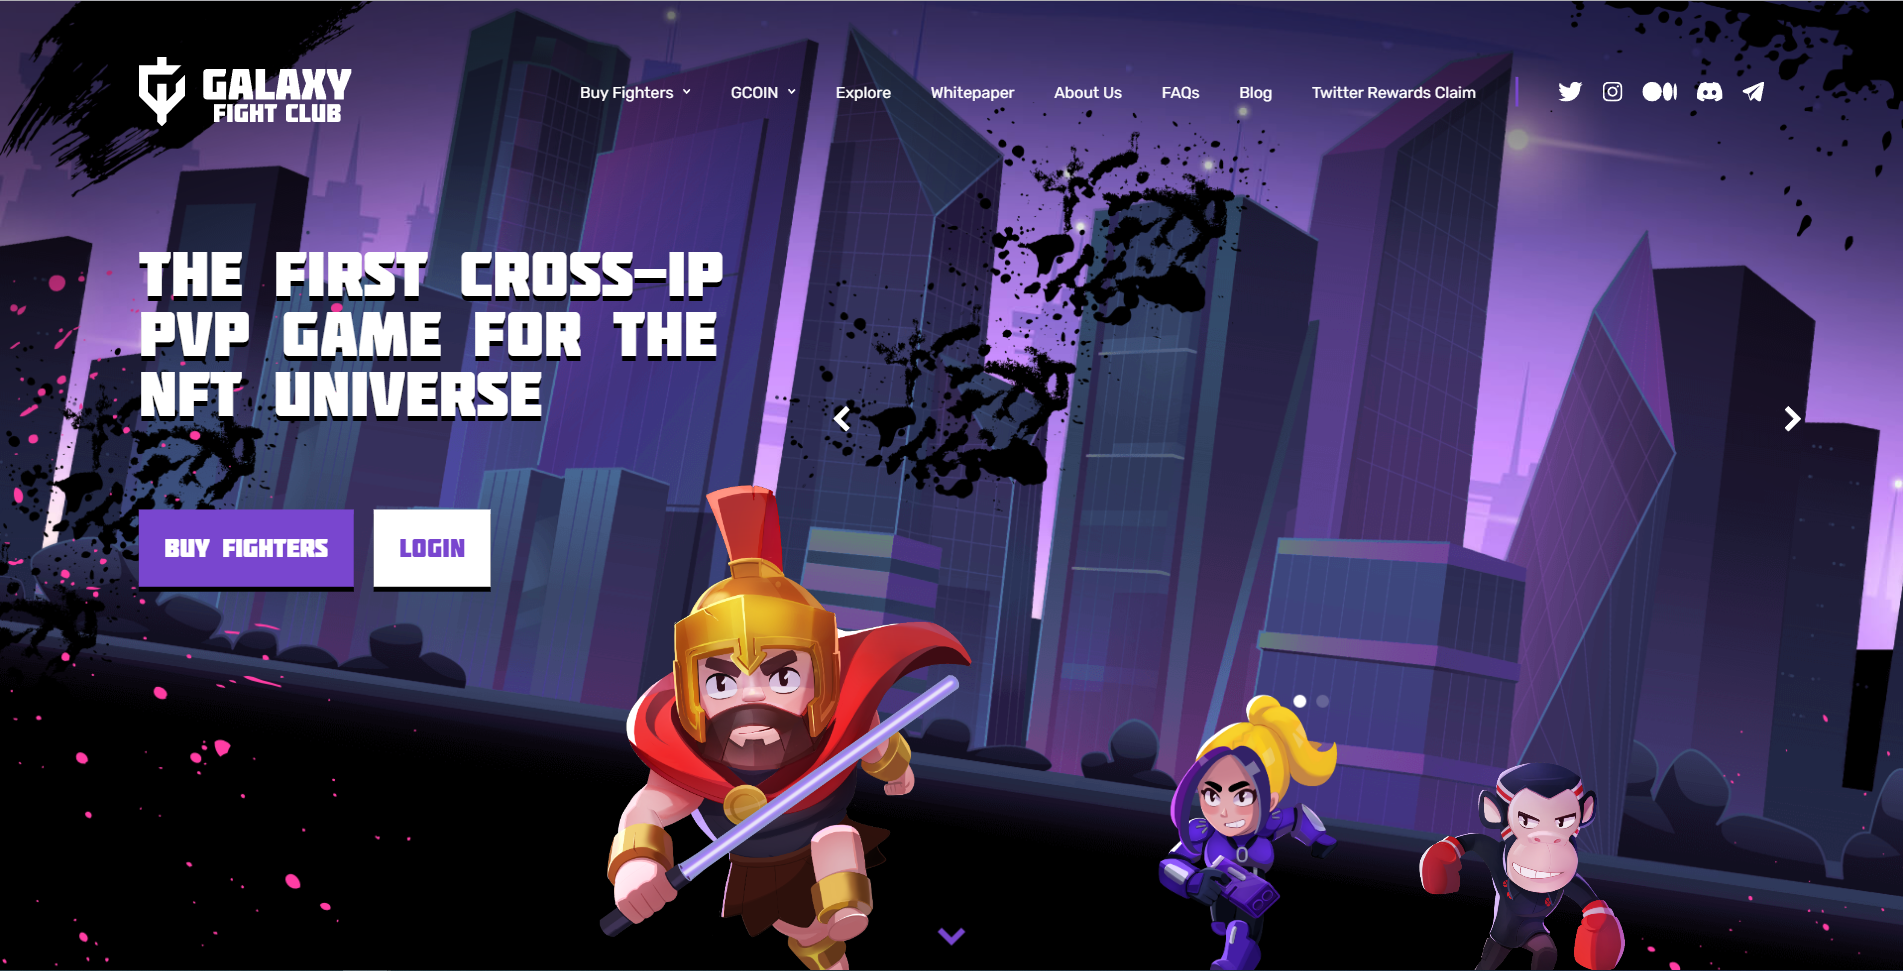 GALAXY
FIGHT CLUB
Buy Fighters
GCOIN
Explore
Whitepaper
About Us
FAQs
Blog
Twitter Rewards Claim
THE FIRST CROSS-IP
PVP GAME FOR THE
NFT UNIVERSE
BUY FIGHTERS
LOGIN